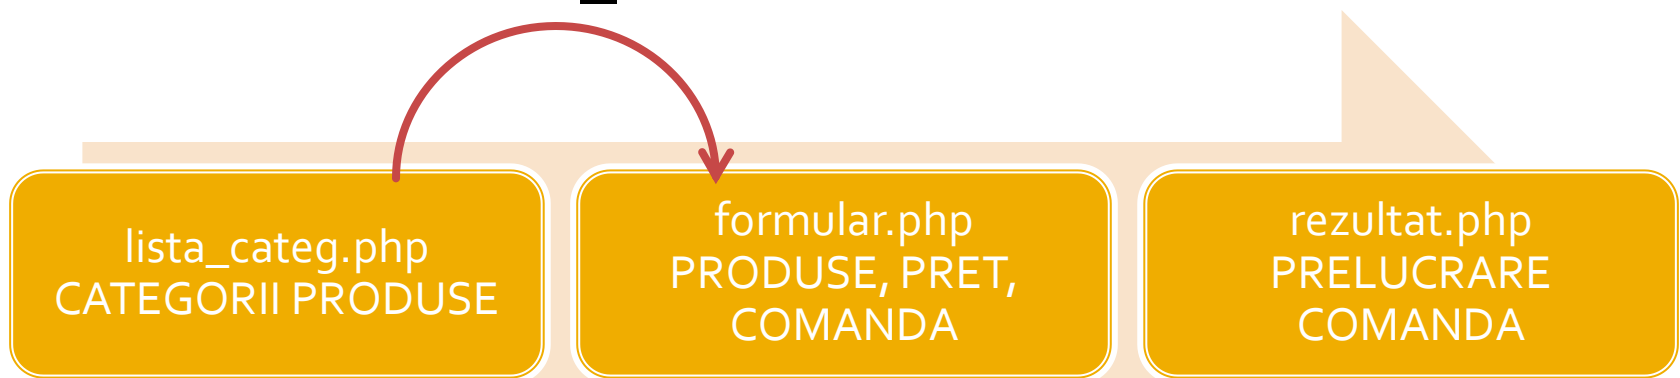 lista_categ.php
CATEGORII PRODUSE
formular.php
PRODUSE, PRET,
COMANDA
rezultat.php
PRELUCRARE
COMANDA